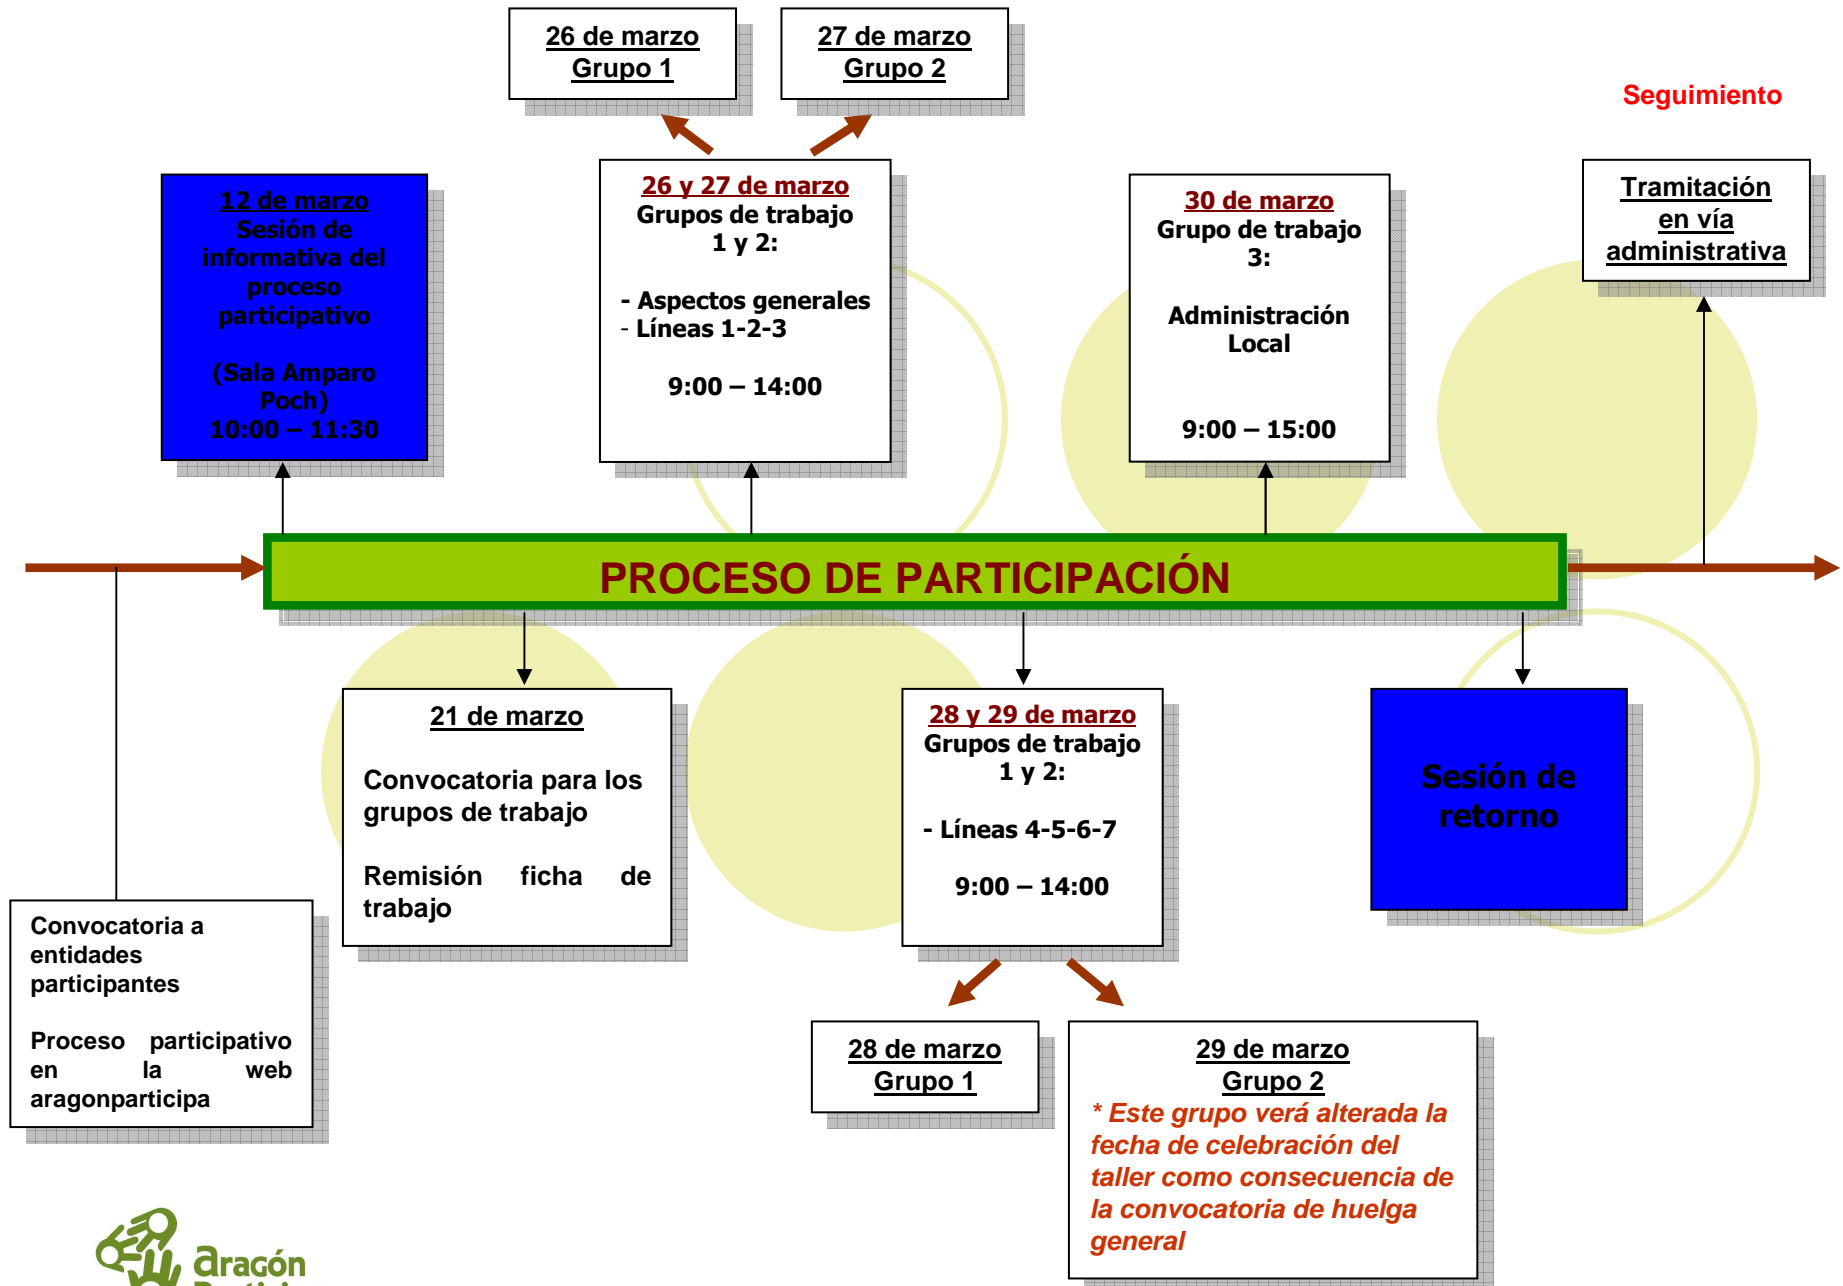 26 de marzo
Grupo 1
27 de marzo
Grupo 2
Seguimiento
12 de marzo
Sesión de
informativa del
proceso
participativo
(Sala Amparo
Poch)
10:00 – 11:30
26 y 27 de marzo
Grupos de trabajo
1 y 2:
- Aspectos generales
- Líneas 1-2-3
9:00 – 14:00
30 de marzo
Grupo de trabajo
3:
Administración
Local
9:00 – 15:00
Tramitación
en vía
administrativa
PROCESO DE PARTICIPACIÓN
21 de marzo
Convocatoria para los
grupos de trabajo
Remisión ficha de
trabajo
28 y 29 de marzo
Grupos de trabajo
1 y 2:
- Líneas 4-5-6-7
9:00 – 14:00
Sesión de
retorno
Convocatoria a
entidades
participantes
Proceso participativo
en la web
aragonparticipa
28 de marzo
Grupo 1
29 de marzo
Grupo 2
* Este grupo verá alterada la
fecha de celebración del
taller como consecuencia de
la convocatoria de huelga
general
aragón